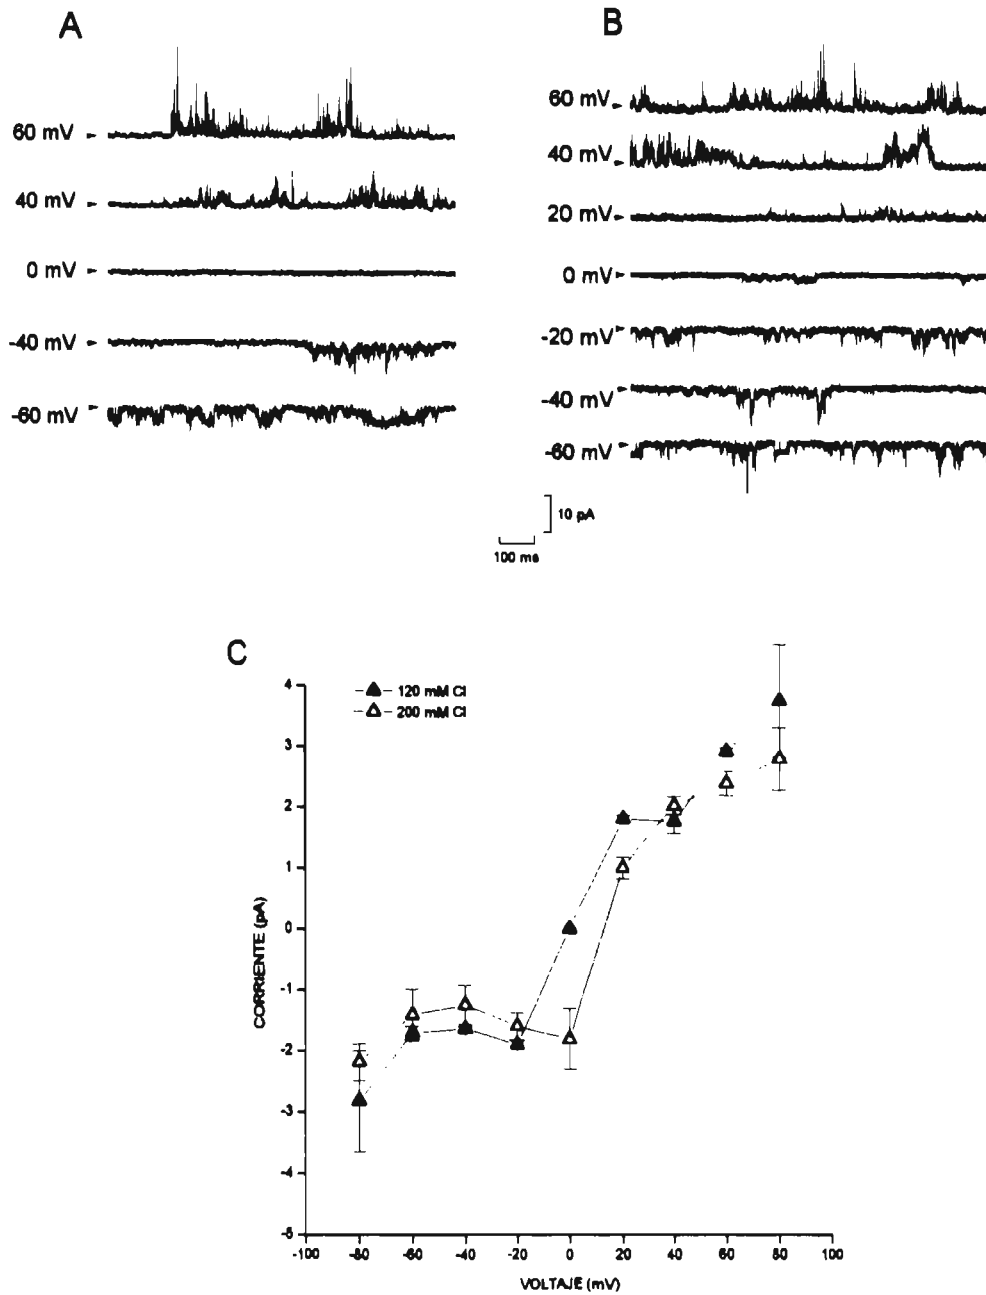 A
60 mV
40 mV
0 mV
-40 mV
-60 mV
B
60 mV
40 mV
20 mV
0 mV
-20 mV
-40 mV
-60 mV
10 pA
100 ms
C
120 mM Cl
200 mM Cl
CORRIENTE (pA)
4
3
2
1
0
-1
-2
-3
-4
-5
-100 -80 -60 -40 -20 0 20 40 60 80 100
VOLTAJE (mV)